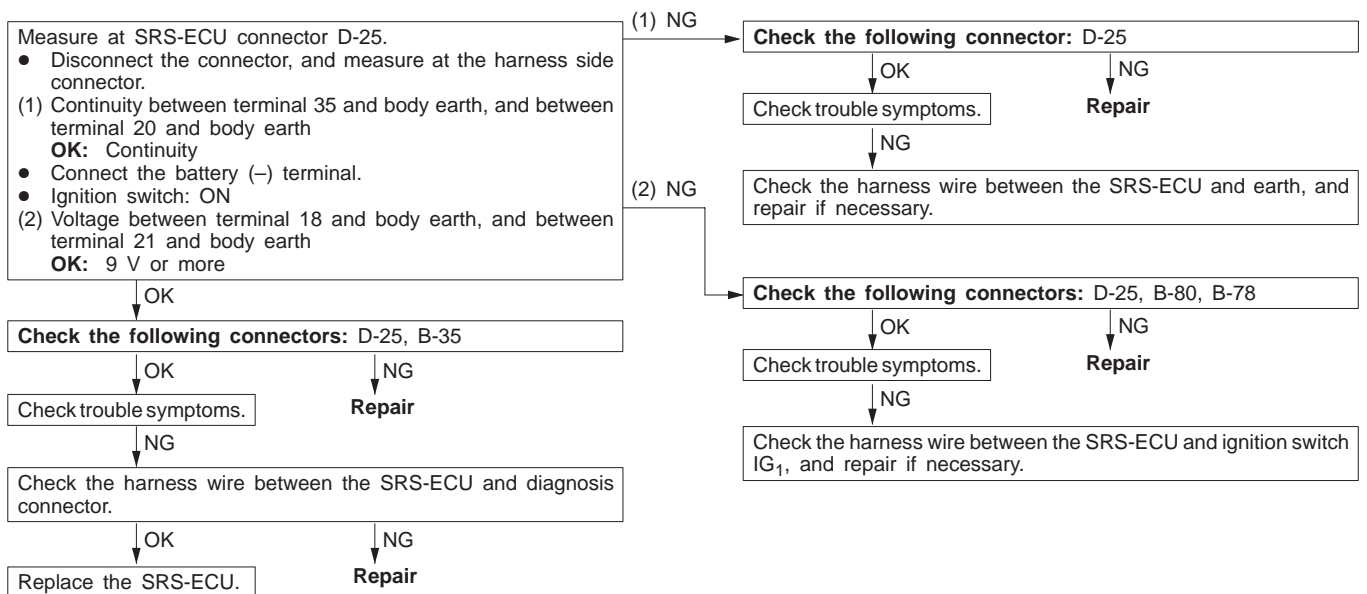 Measure at SRS-ECU connector D-25.
● Disconnect the connector, and measure at the harness side
connector.
(1) Continuity between terminal 35 and body earth, and between
terminal 20 and body earth
OK: Continuity
● Connect the battery (–) terminal.
● Ignition switch: ON
(2) Voltage between terminal 18 and body earth, and between
terminal 21 and body earth
OK: 9 V or more
OK
Check the following connectors: D-25, B-35
OK
NG
Check trouble symptoms.
Repair
NG
Check the harness wire between the SRS-ECU and diagnosis
connector.
OK
NG
Replace the SRS-ECU.
Repair
(1) NG
Check the following connector: D-25
OK
NG
Check trouble symptoms.
Repair
NG
Check the harness wire between the SRS-ECU and earth, and
repair if necessary.
(2) NG
Check the following connectors: D-25, B-80, B-78
OK
NG
Check trouble symptoms.
Repair
NG
Check the harness wire between the SRS-ECU and ignition switch
IG1, and repair if necessary.